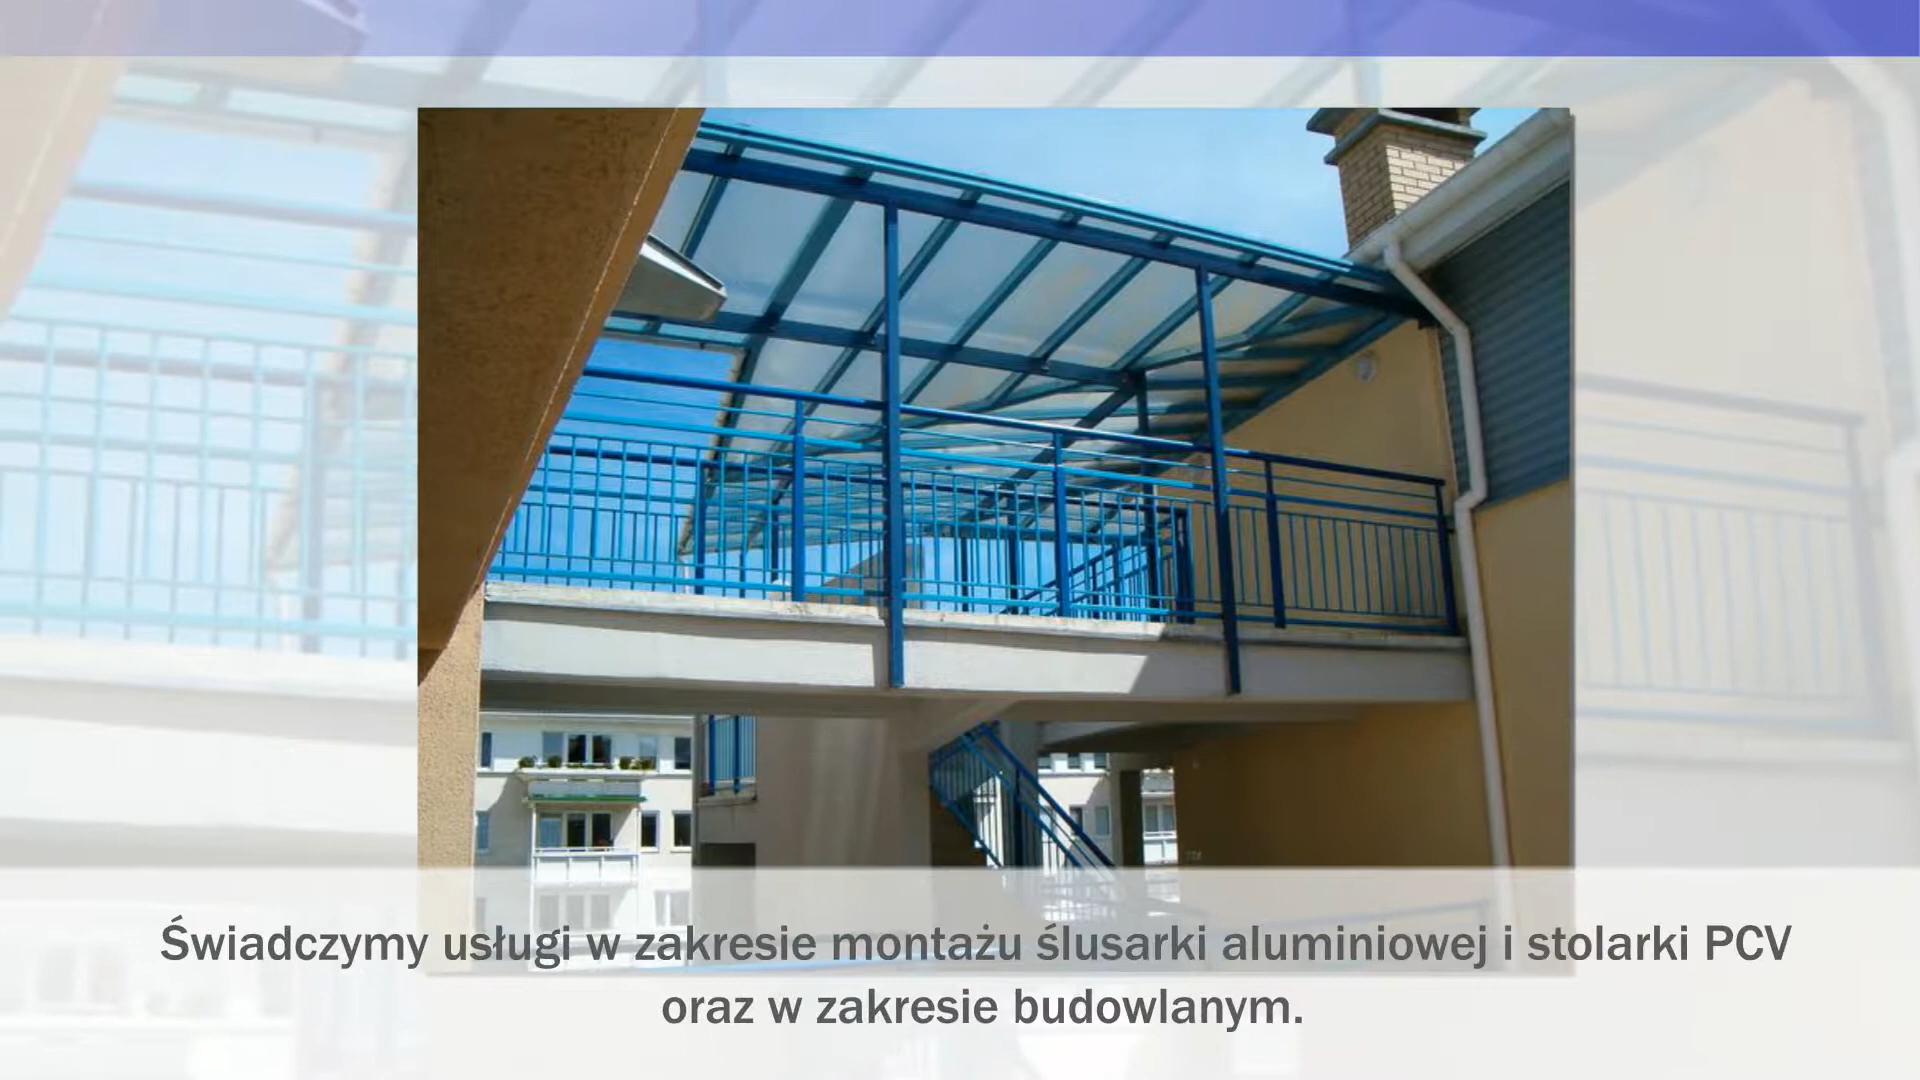 Świadczymy usługi w zakresie montażu ślusarki aluminiowej i stolarki PCV
oraz w zakresie budowlanym.